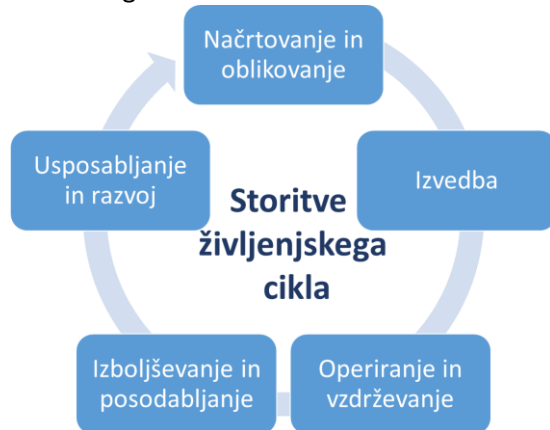 Načrtovanje in
oblikovanje
Izvedba
Operiranje in
vzdrževanje
Izboljševanje in
posodabljanje
Usposabljanje
in razvoj
Storitve
življenjskega
cikla